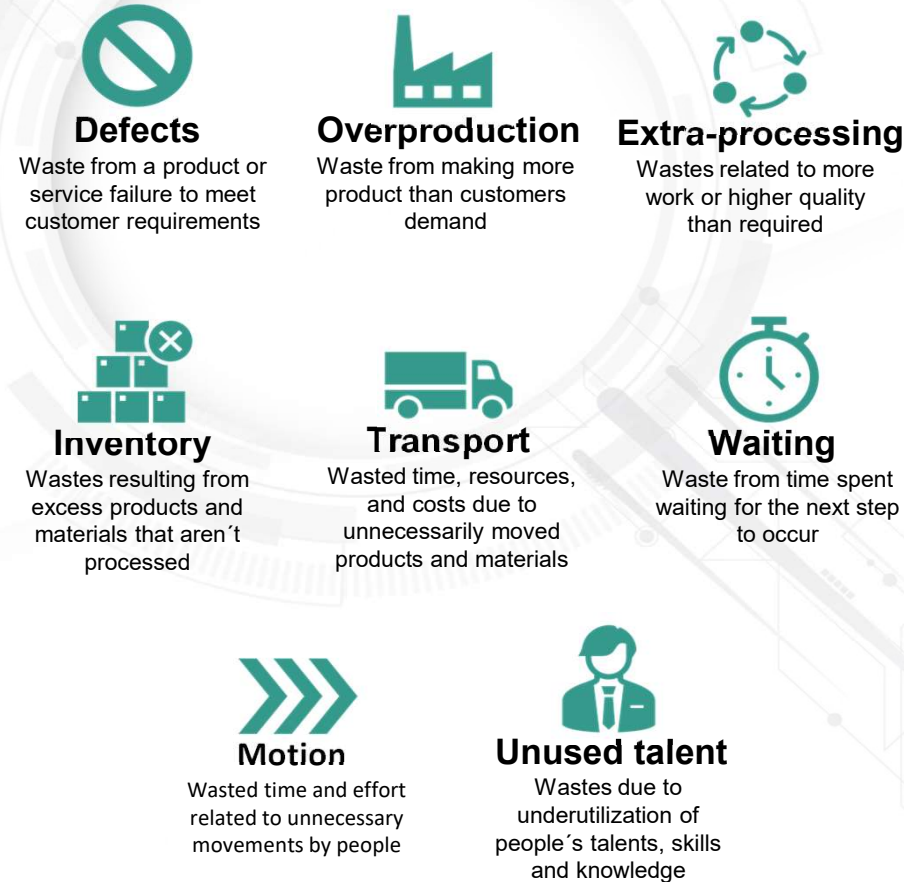 Defects
Waste from a product or
service failure to meet
customer requirements
Overproduction
Waste from making more
product than customers
demand
Extra-processing
Wastes related to more
work or higher quality
than required
Inventory
Wastes resulting from
excess products and
materials that aren´t
processed
Transport
Wasted time, resources,
and costs due to
unnecessarily moved
products and materials
Waiting
Waste from time spent
waiting for the next step
to occur
Motion
Wasted time and effort
related to unnecessary
movements by people
Unused talent
Wastes due to
underutilization of
people´s talents, skills
and knowledge